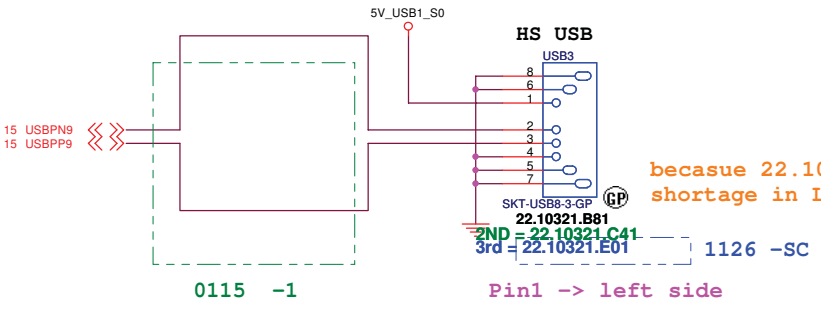 5V_USB1_S0
HS USB
USB3
8
6
1
2
3
4
5
7
15 USBPN9
15 USBPP9
becasue 22.10
shortage in
SKT-USB8-3-GP
GP
22.10321.B81
2ND = 22.10321.C41
3rd = 22.10321.E01
1126 -SC
0115 -1
Pin1 -> left side